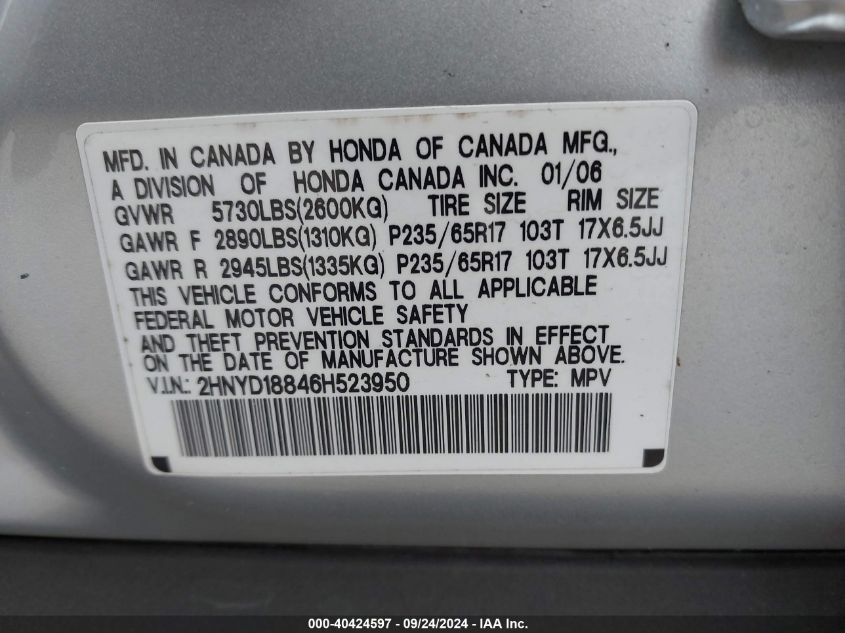 MFD. IN CANADA BY HONDA OF CANADA MFG.,
A DIVISION OF HONDA CANADA INC. 01/06
GVWR 5730LBS(2600KG) TIRE SIZE RIM SIZE
GAWR F 2890LBS(1310KG) P235/65R17 103T 17X6.5JJ
GAWR R 2945LBS(1335KG) P235/65R17 103T 17X6.5JJ
THIS VEHICLE CONFORMS TO ALL APPLICABLE
FEDERAL MOTOR VEHICLE SAFETY
AND THEFT PREVENTION STANDARDS IN EFFECT
ON THE DATE OF MANUFACTURE SHOWN ABOVE.
V.I.N.: 2HNYD18846H523950 TYPE: MPV
000-40424597 - 09/24/2024 - IAA Inc.